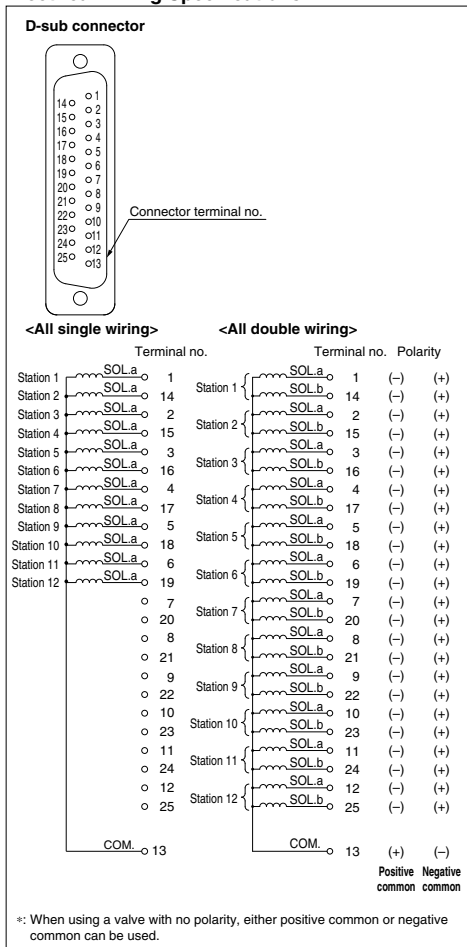 D-sub connector
14 1
15 2
16 3
17 4
18 5
19 6
20 7
21 8
22 9
23 10
24 11
25 12
13
Connector terminal no.
<All single wiring>
Terminal no.
Station 1 SOL.a 1
Station 2 SOL.a 14
Station 3 SOL.a 2
Station 4 SOL.a 15
Station 5 SOL.a 3
Station 6 SOL.a 16
Station 7 SOL.a 4
Station 8 SOL.a 17
Station 9 SOL.a 5
Station 10 SOL.a 18
Station 11 SOL.a 6
Station 12 SOL.a 19
7
20
8
21
9
22
10
23
11
24
12
25
COM. 13
<All double wiring>
Terminal no. Polarity
Station 1 SOL.a 1 (–) (+)
SOL.b 14 (–) (+)
Station 2 SOL.a 2 (–) (+)
SOL.b 15 (–) (+)
Station 3 SOL.a 3 (–) (+)
SOL.b 16 (–) (+)
Station 4 SOL.a 4 (–) (+)
SOL.b 17 (–) (+)
Station 5 SOL.a 5 (–) (+)
SOL.b 18 (–) (+)
Station 6 SOL.a 6 (–) (+)
SOL.b 19 (–) (+)
Station 7 SOL.a 7 (–) (+)
SOL.b 20 (–) (+)
Station 8 SOL.a 8 (–) (+)
SOL.b 21 (–) (+)
Station 9 SOL.a 9 (–) (+)
SOL.b 22 (–) (+)
Station 10 SOL.a 10 (–) (+)
SOL.b 23 (–) (+)
Station 11 SOL.a 11 (–) (+)
SOL.b 24 (–) (+)
Station 12 SOL.a 12 (–) (+)
SOL.b 25 (–) (+)
COM. 13 (+) (–)
Positive Negative
common common
∗: When using a valve with no polarity, either positive common or negative
common can be used.